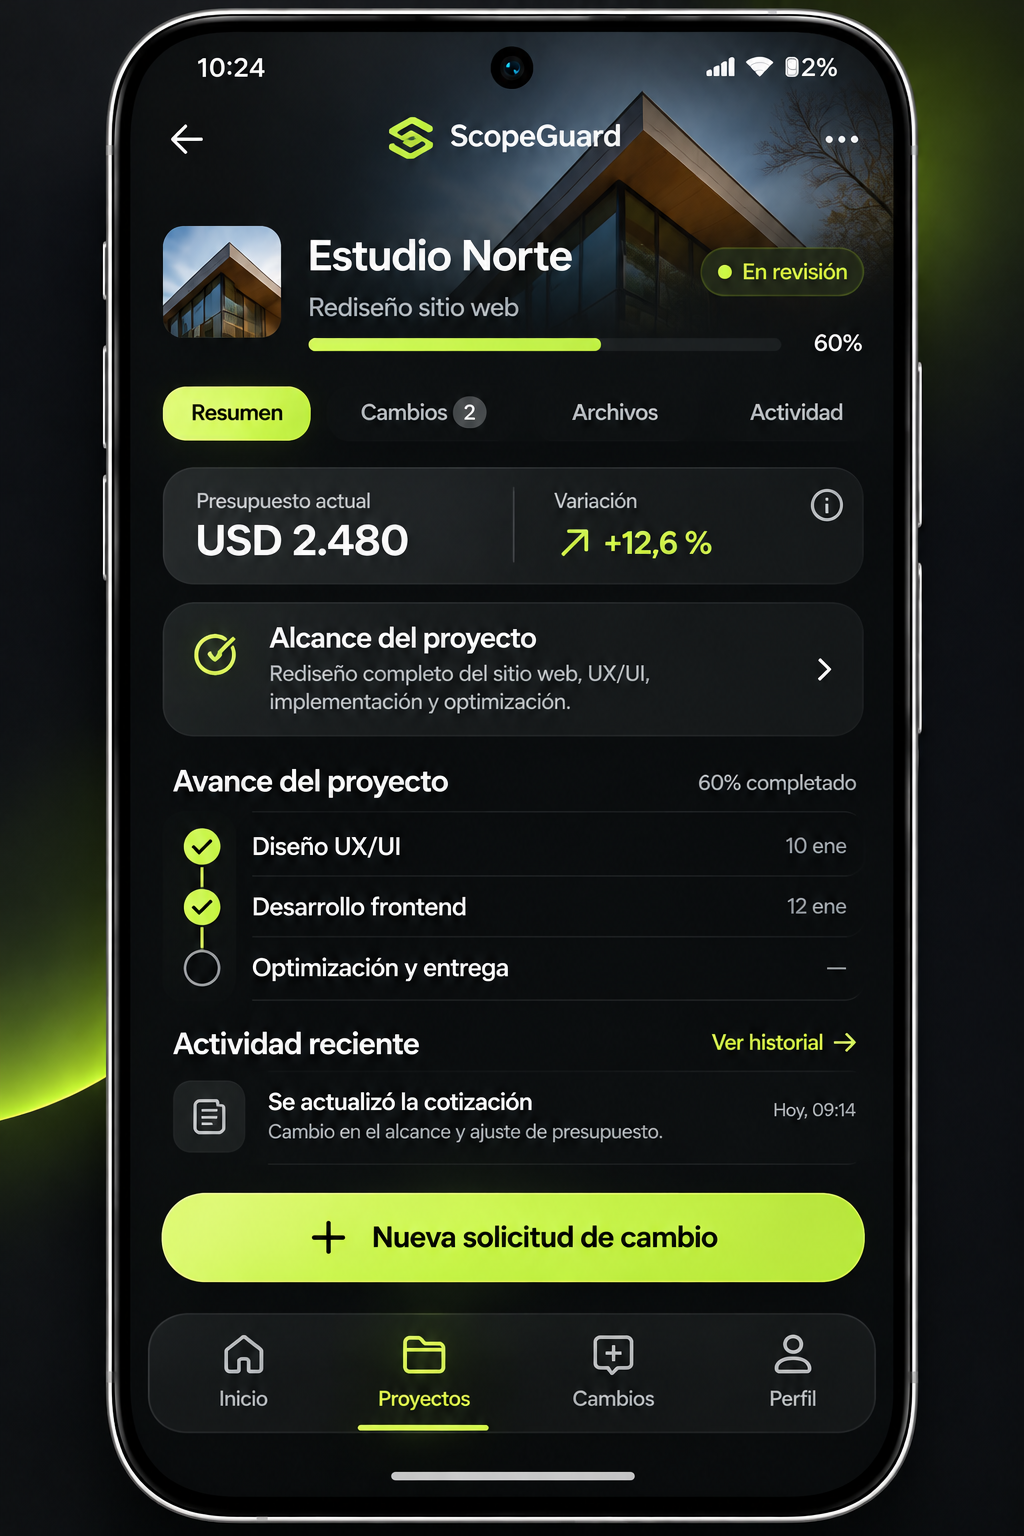 10:24
82%
ScopeGuard
Estudio Norte
En revisión
Rediseño sitio web
60%
Resumen
Cambios 2
Archivos
Actividad
Presupuesto actual
Variación
USD 2.480
+12,6 %
Alcance del proyecto
Rediseño completo del sitio web, UX/UI,
implementación y optimización.
Avance del proyecto
60% completado
Diseño UX/UI
10 ene
Desarrollo frontend
12 ene
Optimización y entrega
—
Actividad reciente
Ver historial
Se actualizó la cotización
Hoy, 09:14
Cambio en el alcance y ajuste de presupuesto.
Nueva solicitud de cambio
Inicio
Proyectos
Cambios
Perfil